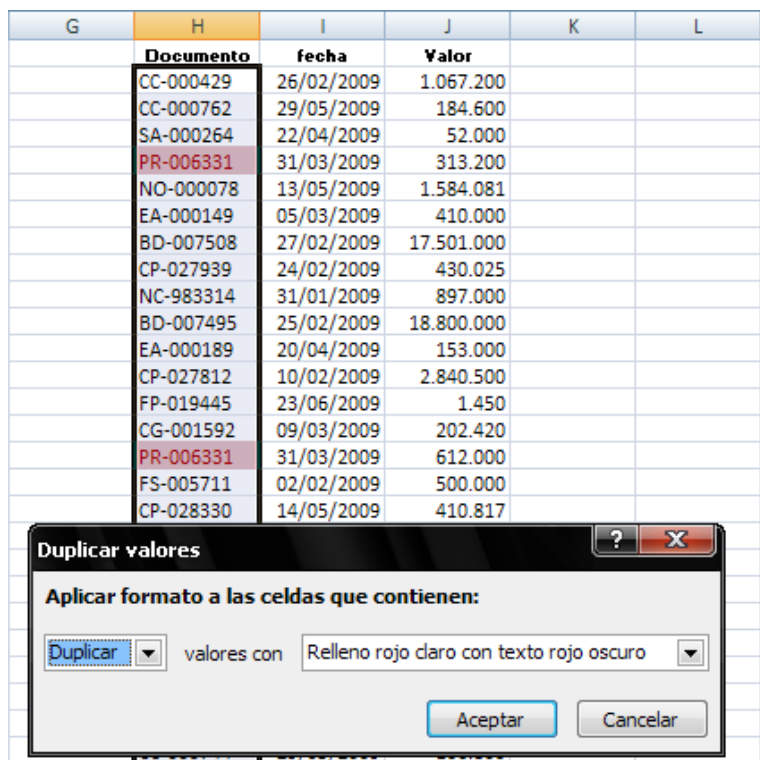 G H I J K L
Documento fecha Valor
CC-000429 26/02/2009 1.067.200
CC-000762 29/05/2009 184.600
SA-000264 22/04/2009 52.000
PR-006331 31/03/2009 313.200
NO-000078 13/05/2009 1.584.081
EA-000149 05/03/2009 410.000
BD-007508 27/02/2009 17.501.000
CP-027939 24/02/2009 430.025
NC-983314 31/01/2009 897.000
BD-007495 25/02/2009 18.800.000
EA-000189 20/04/2009 153.000
CP-027812 10/02/2009 2.840.500
FP-019445 23/06/2009 1.450
CG-001592 09/03/2009 202.420
PR-006331 31/03/2009 612.000
FS-005711 02/02/2009 500.000
CP-028330 14/05/2009 410.817
Duplicar valores
?
Aplicar formato a las celdas que contienen:
Duplicar valores con Relleno rojo claro con texto rojo oscuro
Aceptar Cancelar